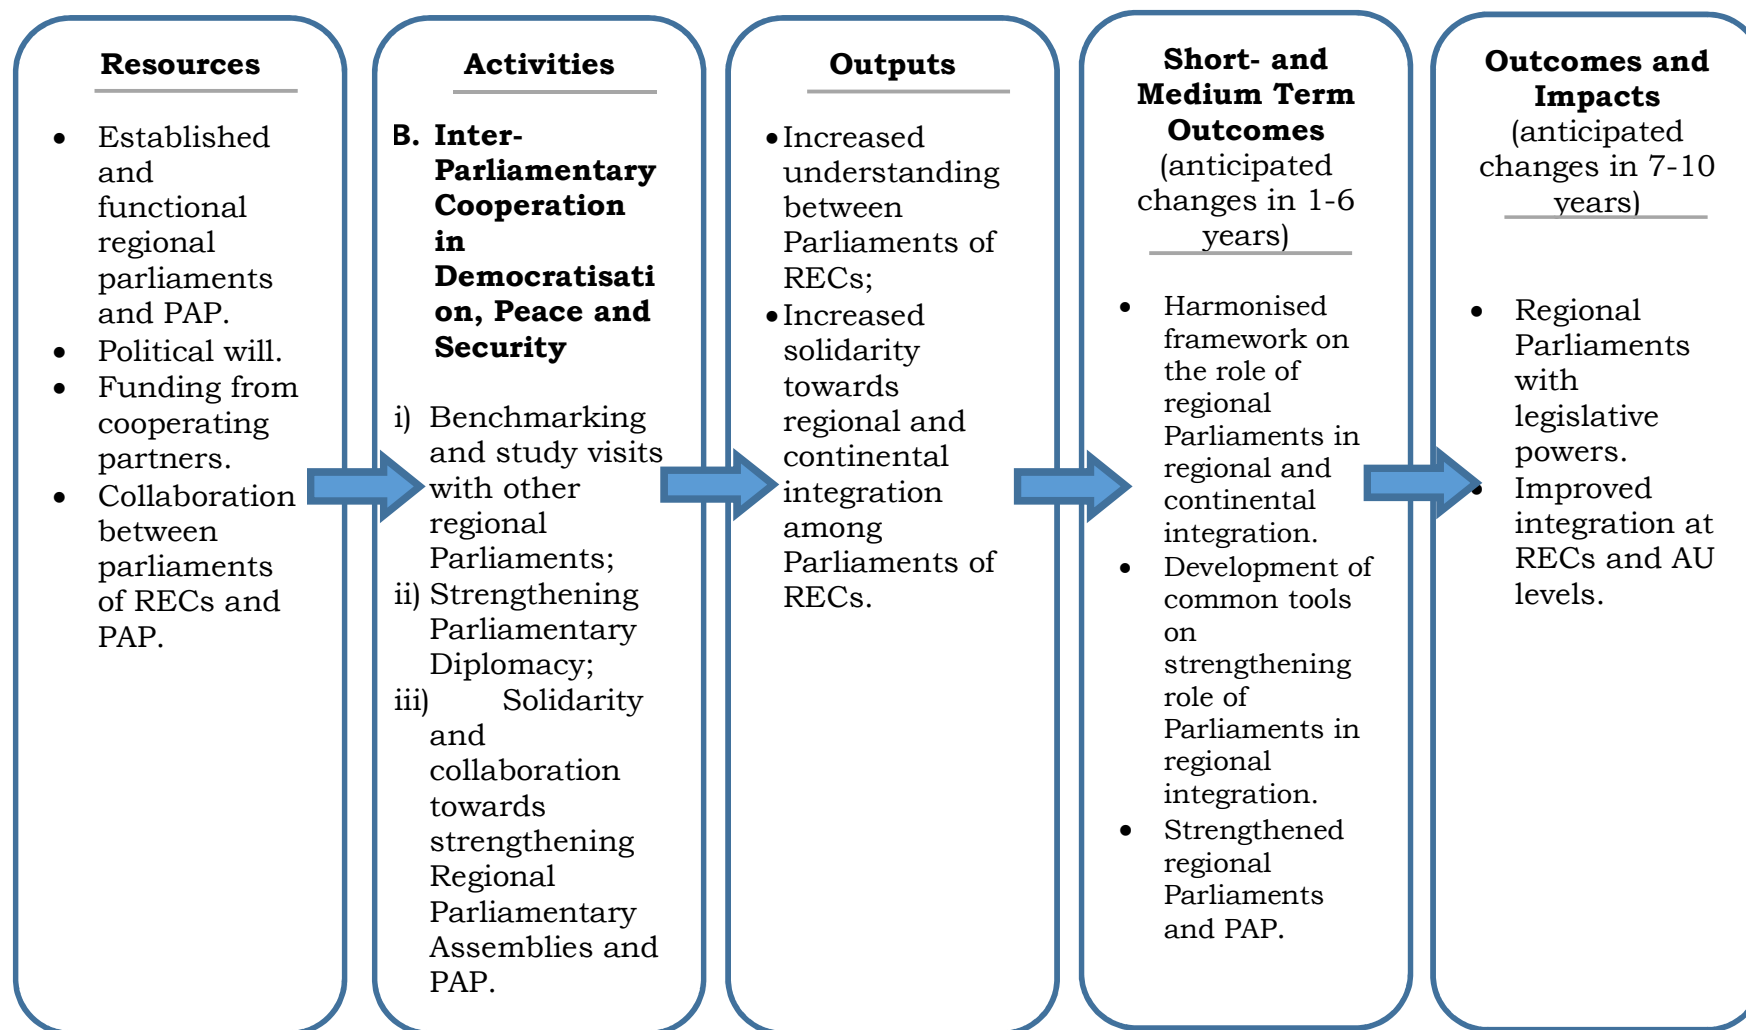 Resources
• Established
and
functional
regional
parliaments
and PAP.
• Political will.
• Funding from
cooperating
partners.
• Collaboration
between
parliaments
of RECs and
PAP.
Activities
B. Inter-
Parliamentary
Cooperation
in
Democratisati
on, Peace and
Security
i) Benchmarking
and study visits
with other
regional
Parliaments;
ii) Strengthening
Parliamentary
Diplomacy;
iii) Solidarity
and
collaboration
towards
strengthening
Regional
Parliamentary
Assemblies and
PAP.
Outputs
• Increased
understanding
between
Parliaments of
RECs;
• Increased
solidarity
towards
regional and
continental
integration
among
Parliaments of
RECs.
Short- and
Medium Term
Outcomes
(anticipated
changes in 1-6
years)
• Harmonised
framework on
the role of
regional
Parliaments in
regional and
continental
integration.
• Development of
common tools
on
strengthening
role of
Parliaments in
regional
integration.
• Strengthened
regional
Parliaments
and PAP.
Outcomes and
Impacts
(anticipated
changes in 7-10
years)
• Regional
Parliaments
with
legislative
powers.
• Improved
integration at
RECs and AU
levels.